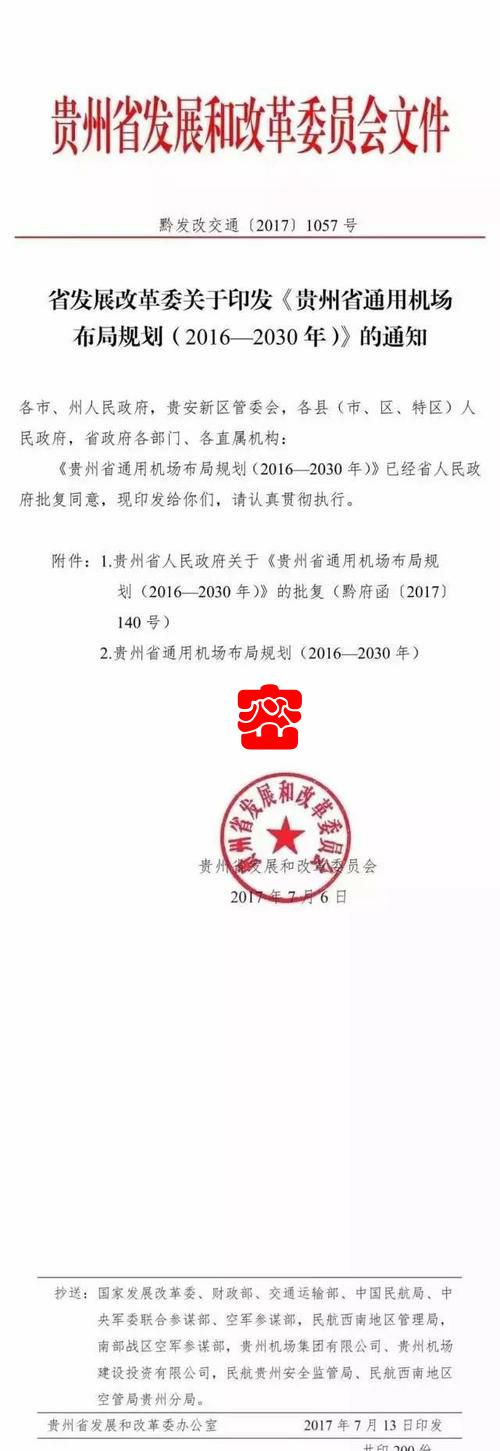 贵州省发展和改革委员会文件
黔发改交通〔2017〕1057 号
省发展改革委关于印发《贵州省通用机场
布局规划（2016—2030 年）》的通知
各市、州人民政府，贵安新区管委会，各县（市、区、特区）人
民政府，省政府各部门、各直属机构：
《贵州省通用机场布局规划（2016—2030 年）》已经省人民政
府批复同意，现印发给你们，请认真贯彻执行。
附件：1.贵州省人民政府关于《贵州省通用机场布局规
划（2016—2030 年）》的批复（黔府函〔2017〕
140 号）
2.贵州省通用机场布局规划（2016—2030 年）
贵州省发展和改革委员会
贵州省发展和改革委员会
2017 年 7 月 6 日
抄送：国家发展改革委、财政部、交通运输部、中国民航局、中
央军委联合参谋部、空军参谋部，民航西南地区管理局，
南部战区空军参谋部，贵州机场集团有限公司、贵州机场
建设投资有限公司，民航贵州安全监管局、民航西南地区
空管局贵州分局。
贵州省发展和改革委办公室 2017 年 7 月 13 日印发
共印 200 份